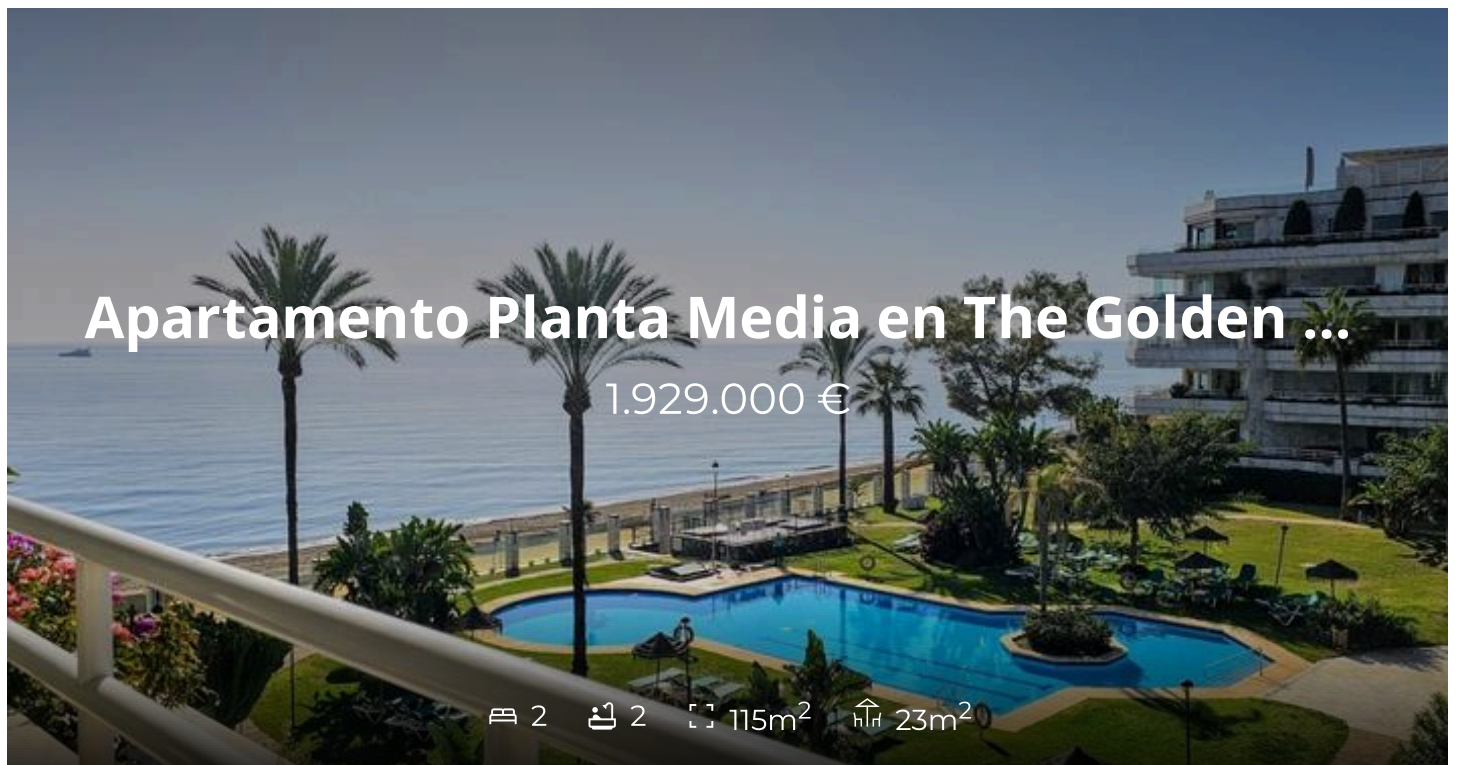 Apartamento Planta Media en The Golden ...
1.929.000 €
2 2 115m² 23m²